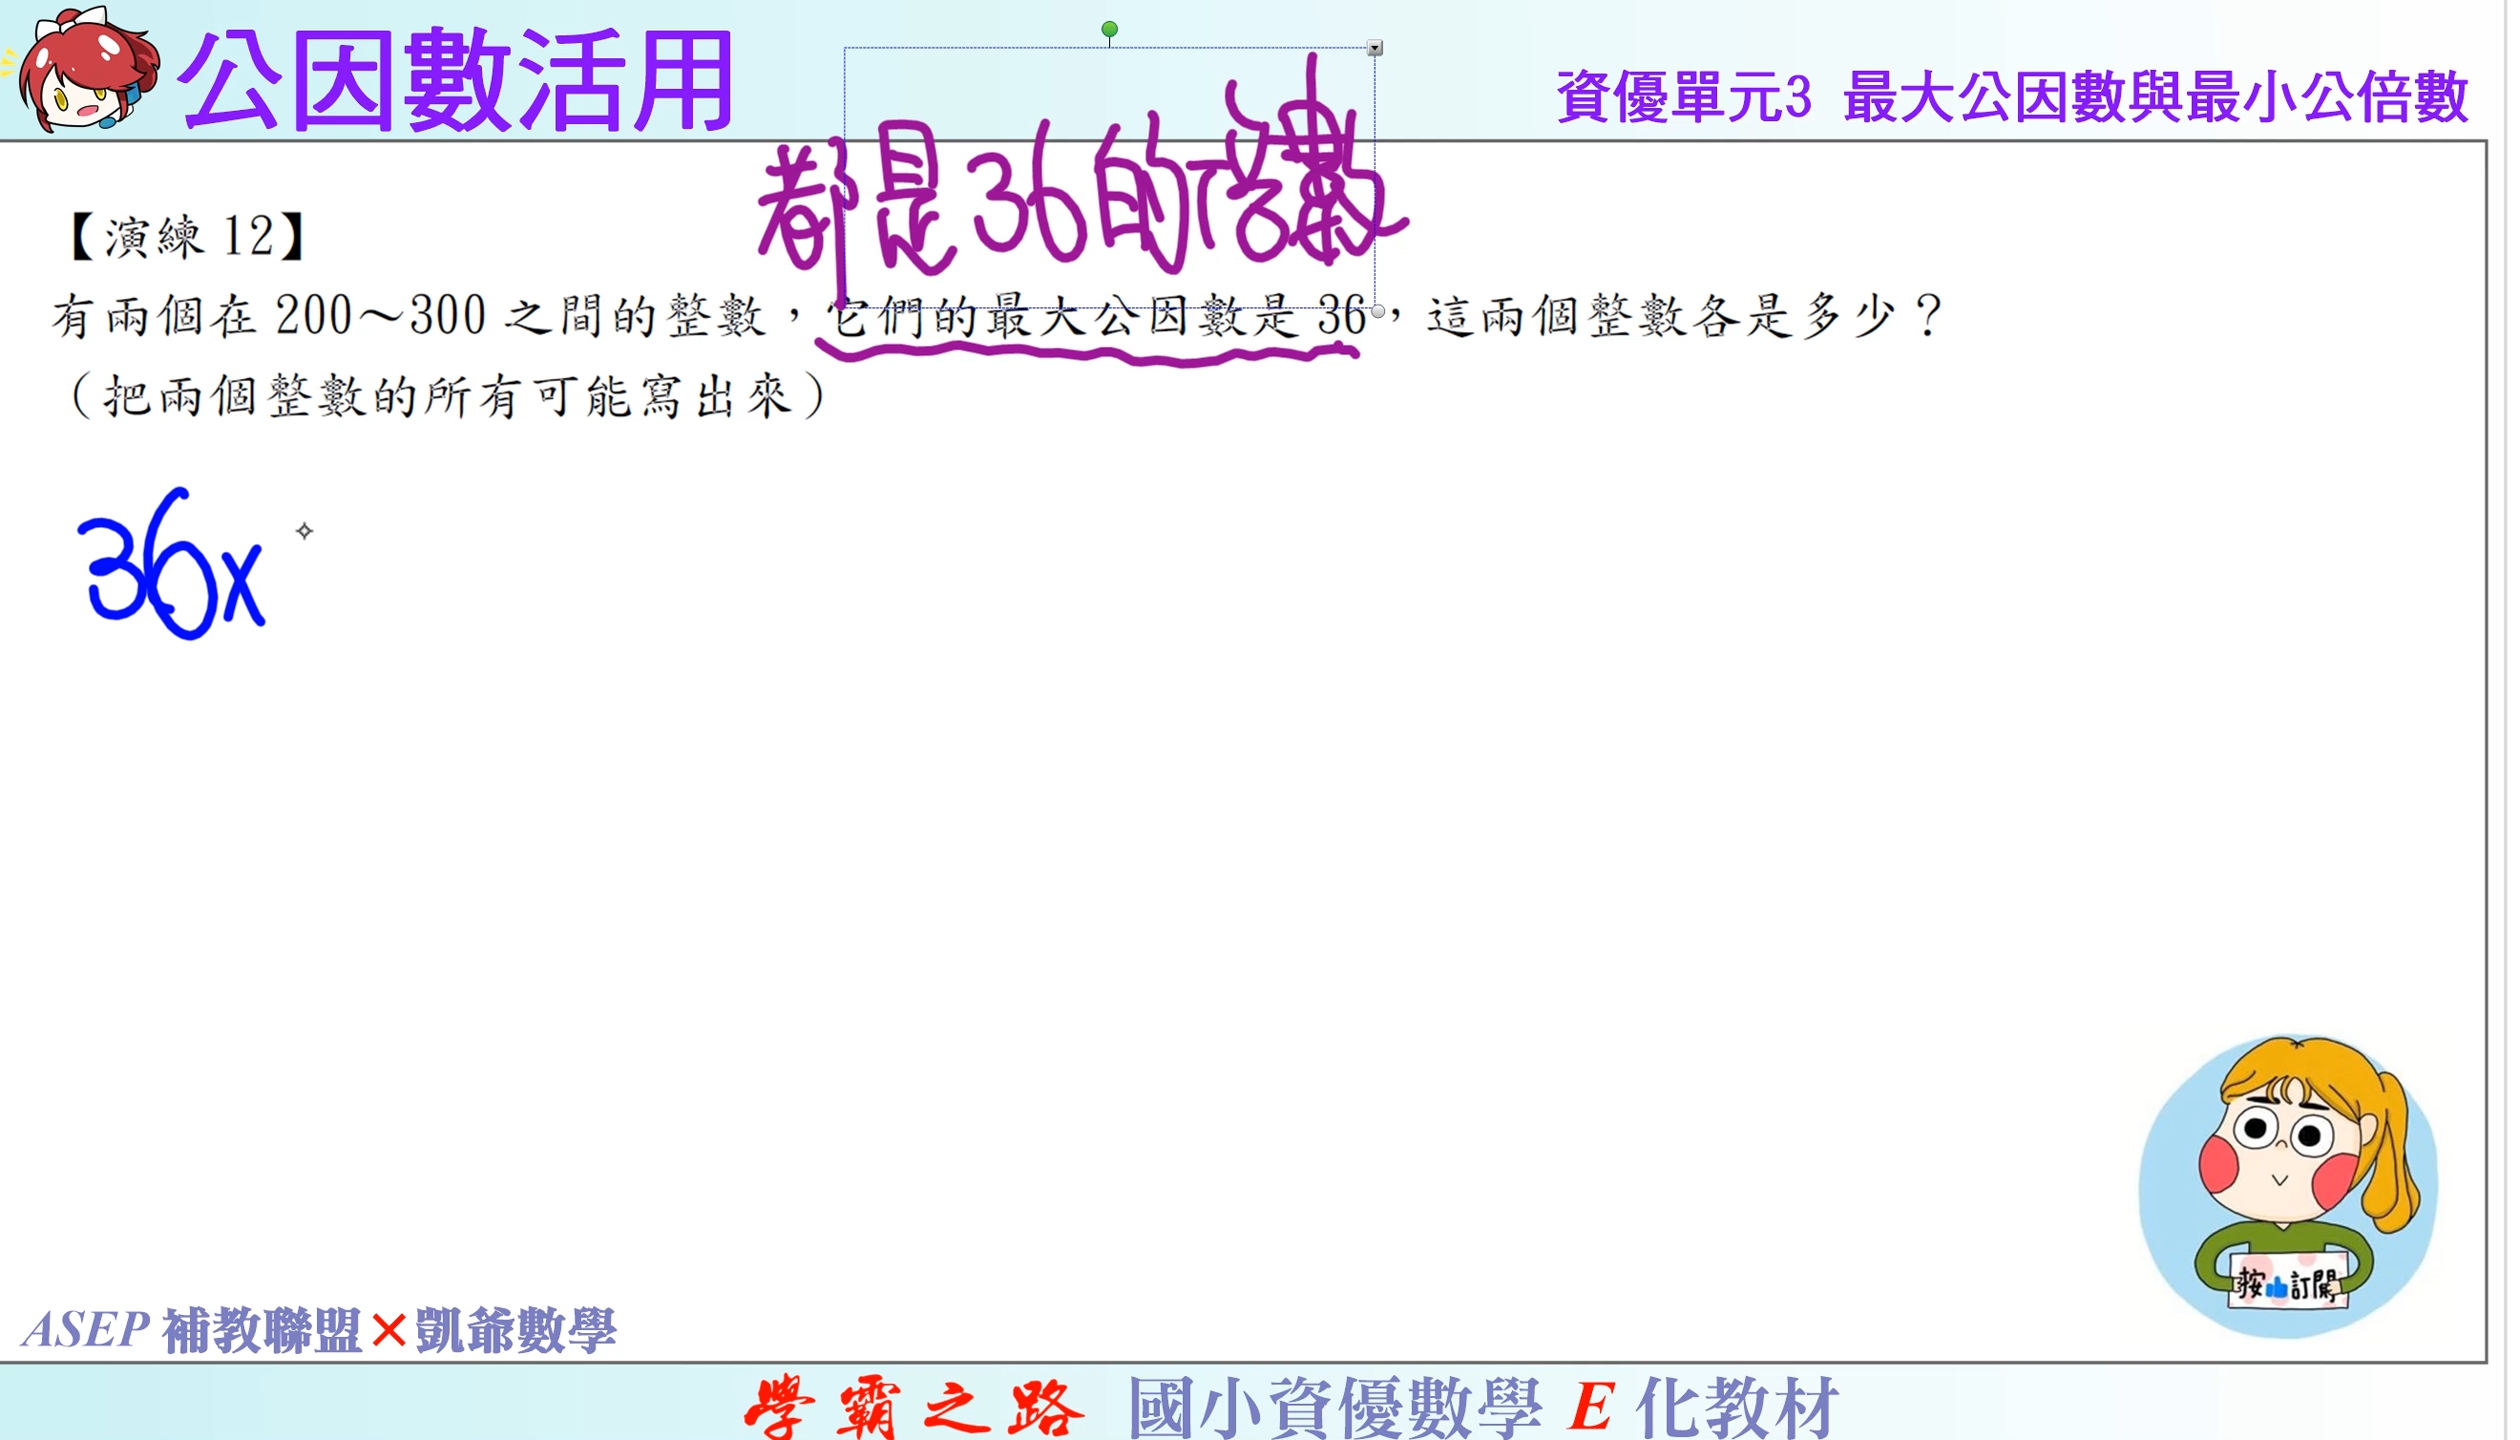 公因數活用
資優單元3 最大公因數與最小公倍數
都是36的倍數
【演練 12】
有兩個在 200～300 之間的整數，它們的最大公因數是 36，這兩個整數各是多少？
（把兩個整數的所有可能寫出來）
36x
按訂閱
ASEP 補教聯盟×凱爺數學
學霸之路 國小資優數學 E 化教材